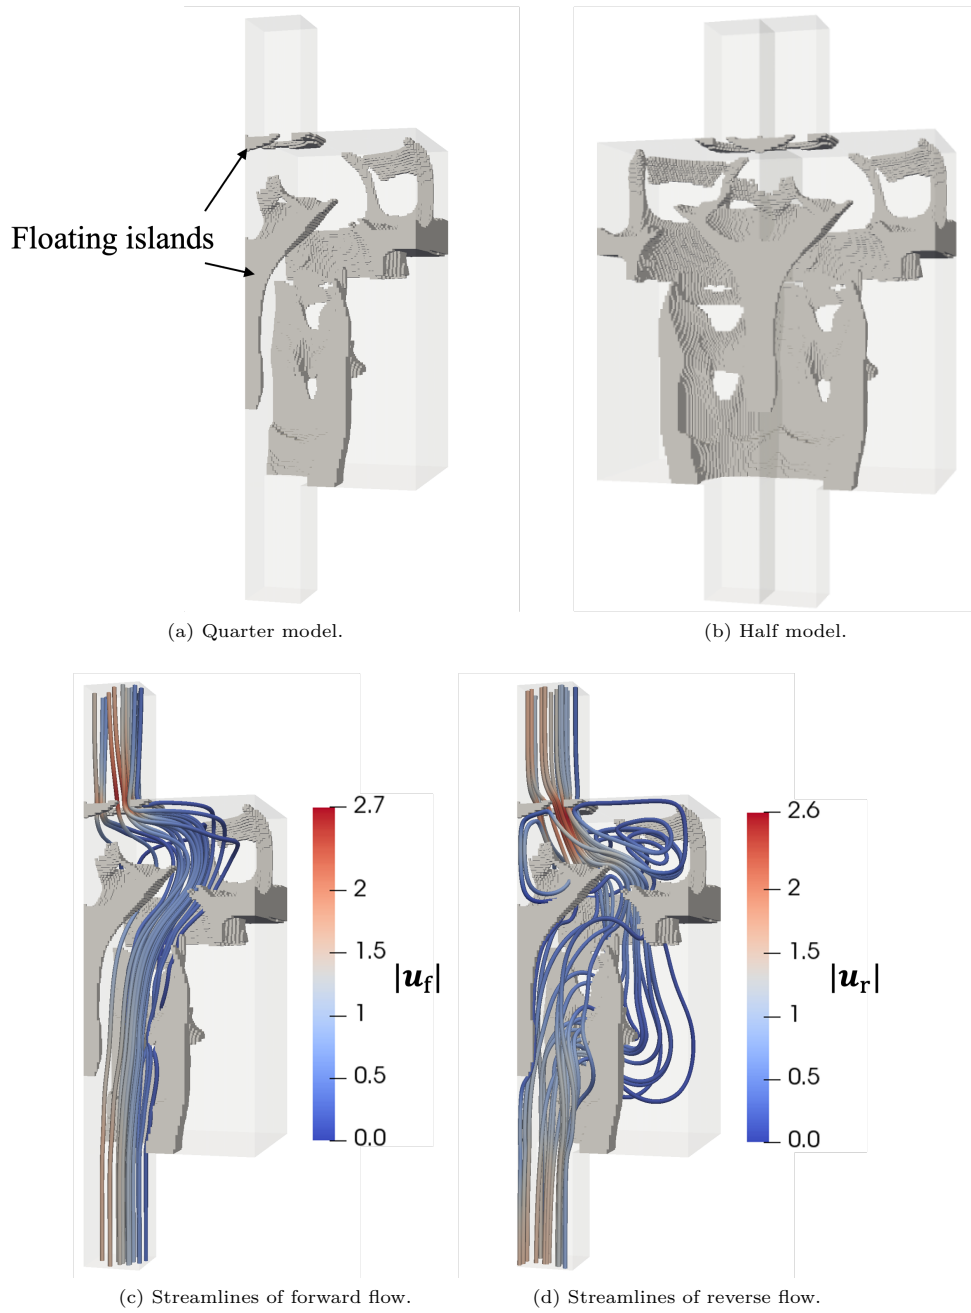 Floating islands
(a) Quarter model.
(b) Half model.
2.7
2
1.5
1
0.5
0.0
|u_f|
2.6
2
1.5
1
0.5
0.0
|u_r|
(c) Streamlines of forward flow.
(d) Streamlines of reverse flow.